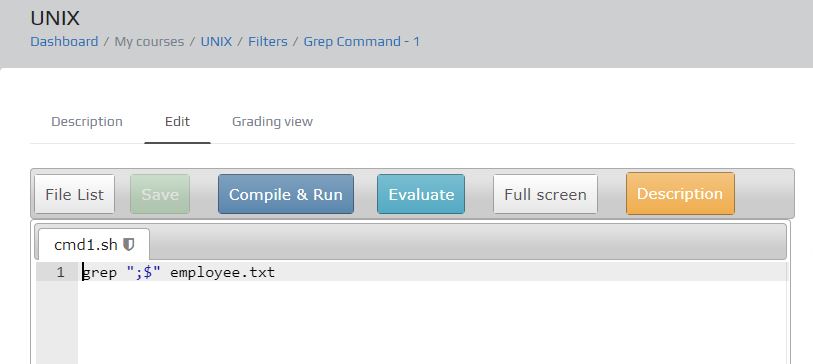 UNIX
Dashboard / My courses / UNIX / Filters / Grep Command - 1
Description Edit Grading view
File List Save Compile & Run Evaluate Full screen Description
cmd1.sh
1 grep ";$" employee.txt